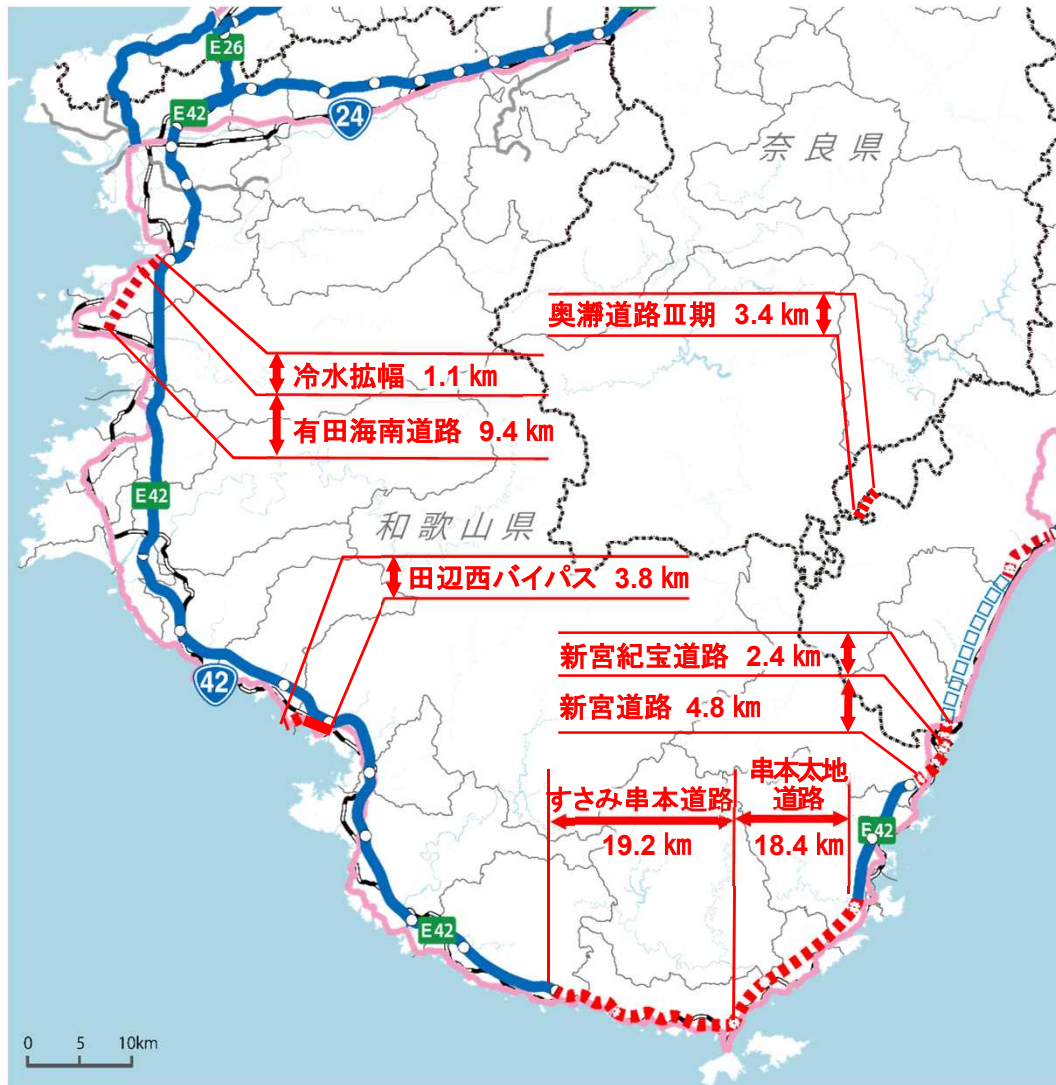 E26
E42
24
奈良県
奥瀞道路Ⅲ期 3.4 km
冷水拡幅 1.1 km
有田海南道路 9.4 km
E42
和歌山県
田辺西バイパス 3.8 km
新宮紀宝道路 2.4 km
42
新宮道路 4.8 km
串本太地
道路
すさみ串本道路
19.2 km
18.4 km
E42
E42
0 5 10km